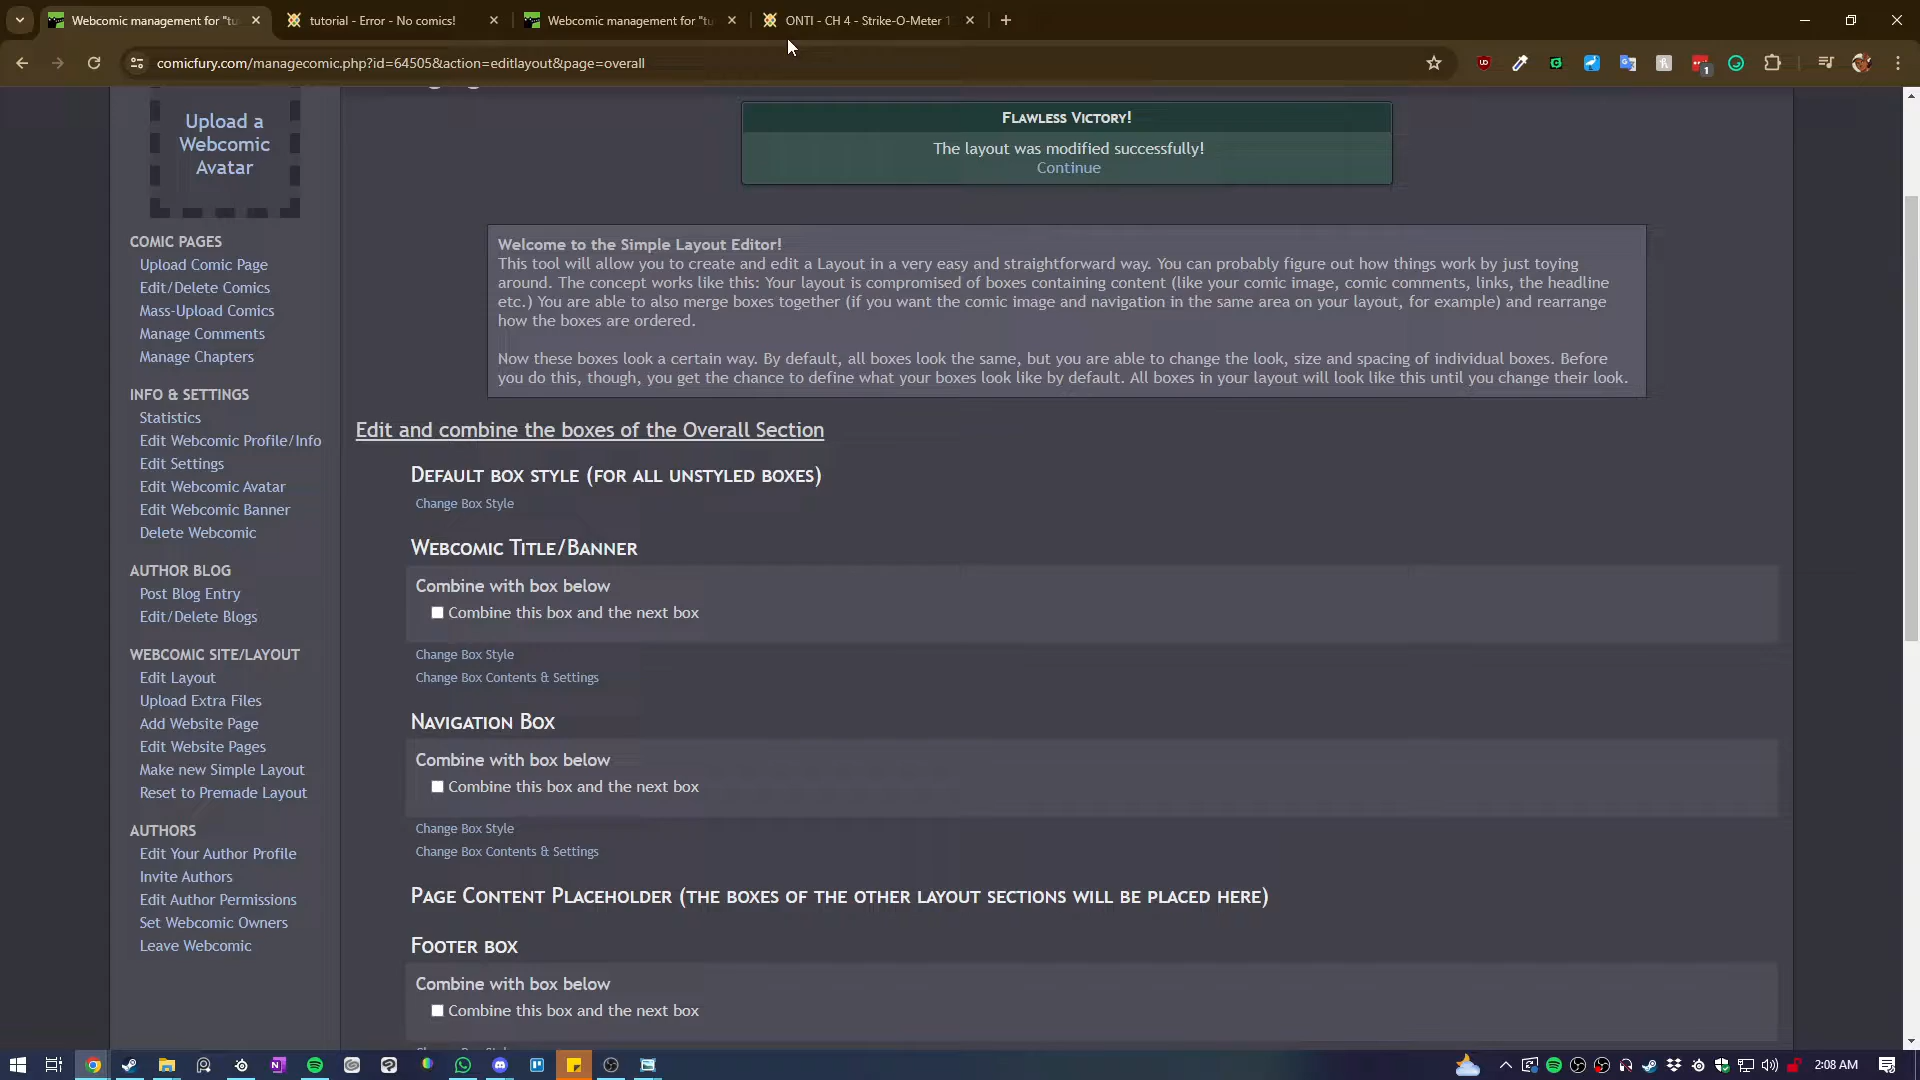 Webcomic management for "tu
tutorial - Error - No comics!
Webcomic management for "tu
ONTI - CH 4 - Strike-O-Meter 1
comicfury.com/managecomic.php?id=64505&action=editlayout&page=overall
Upload a
Webcomic
Avatar
COMIC PAGES
Upload Comic Page
Edit/Delete Comics
Mass-Upload Comics
Manage Comments
Manage Chapters
INFO & SETTINGS
Statistics
Edit Webcomic Profile/Info
Edit Settings
Edit Webcomic Avatar
Edit Webcomic Banner
Delete Webcomic
AUTHOR BLOG
Post Blog Entry
Edit/Delete Blogs
WEBCOMIC SITE/LAYOUT
Edit Layout
Upload Extra Files
Add Website Page
Edit Website Pages
Make new Simple Layout
Reset to Premade Layout
AUTHORS
Edit Your Author Profile
Invite Authors
Edit Author Permissions
Set Webcomic Owners
Leave Webcomic
Flawless Victory!
The layout was modified successfully!
Continue
Welcome to the Simple Layout Editor!
This tool will allow you to create and edit a Layout in a very easy and straightforward way. You can probably figure out how things work by just toying
around. The concept works like this: Your layout is compromised of boxes containing content (like your comic image, comic comments, links, the headline
etc.) You are able to also merge boxes together (if you want the comic image and navigation in the same area on your layout, for example) and rearrange
how the boxes are ordered.
Now these boxes look a certain way. By default, all boxes look the same, but you are able to change the look, size and spacing of individual boxes. Before
you do this, though, you get the chance to define what your boxes look like by default. All boxes in your layout will look like this until you change their look.
Edit and combine the boxes of the Overall Section
Default box style (for all unstyled boxes)
Change Box Style
Webcomic Title/Banner
Combine with box below
Combine this box and the next box
Change Box Style
Change Box Contents & Settings
Navigation Box
Combine with box below
Combine this box and the next box
Change Box Style
Change Box Contents & Settings
Page Content Placeholder (the boxes of the other layout sections will be placed here)
Footer box
Combine with box below
Combine this box and the next box
2:08 AM